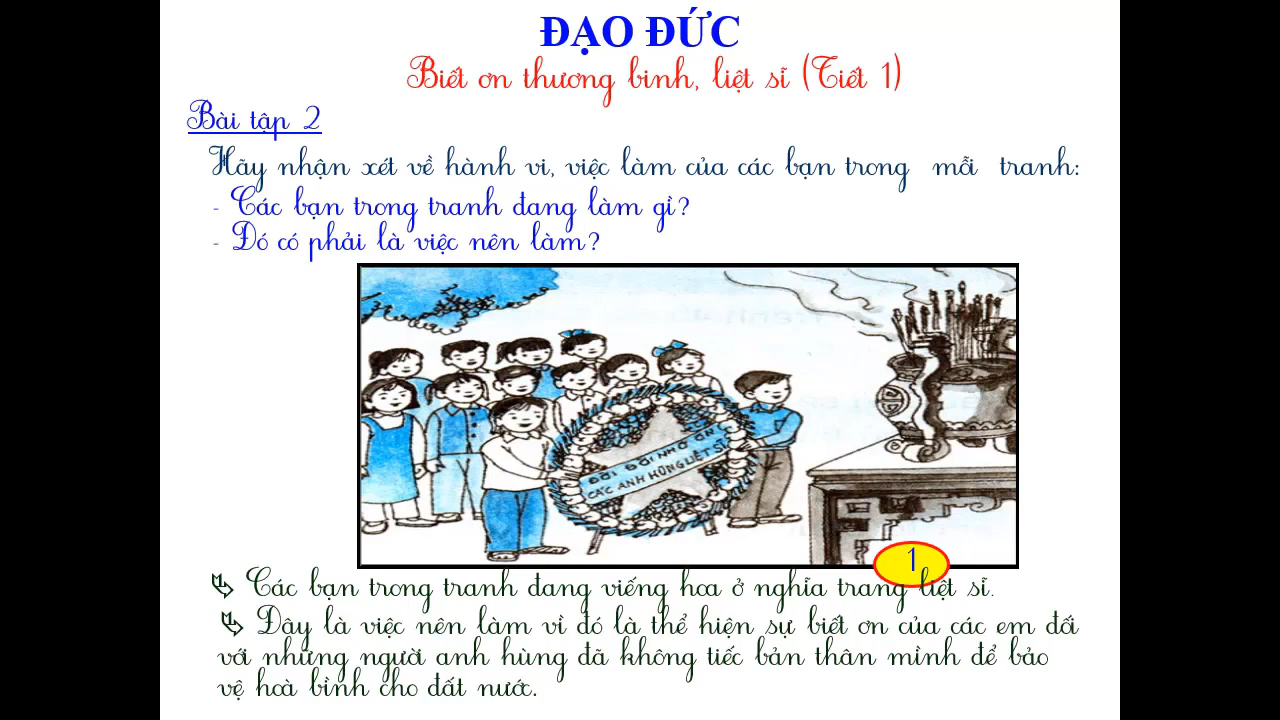 ĐẠO ĐỨC
Biết ơn thương binh, liệt sĩ (Tiết 1)
Bài tập 2
Hãy nhận xét về hành vi, việc làm của các bạn trong mỗi tranh:
- Các bạn trong tranh đang làm gì?
- Đó có phải là việc nên làm?
ĐỜI ĐỜI NHỚ ƠN
CÁC ANH HÙNG LIỆT SĨ
1
Các bạn trong tranh đang viếng hoa ở nghĩa trang liệt sĩ.
Đây là việc nên làm vì đó là thể hiện sự biết ơn của các em đối
với những người anh hùng đã không tiếc bản thân mình để bảo
vệ hoà bình cho đất nước.